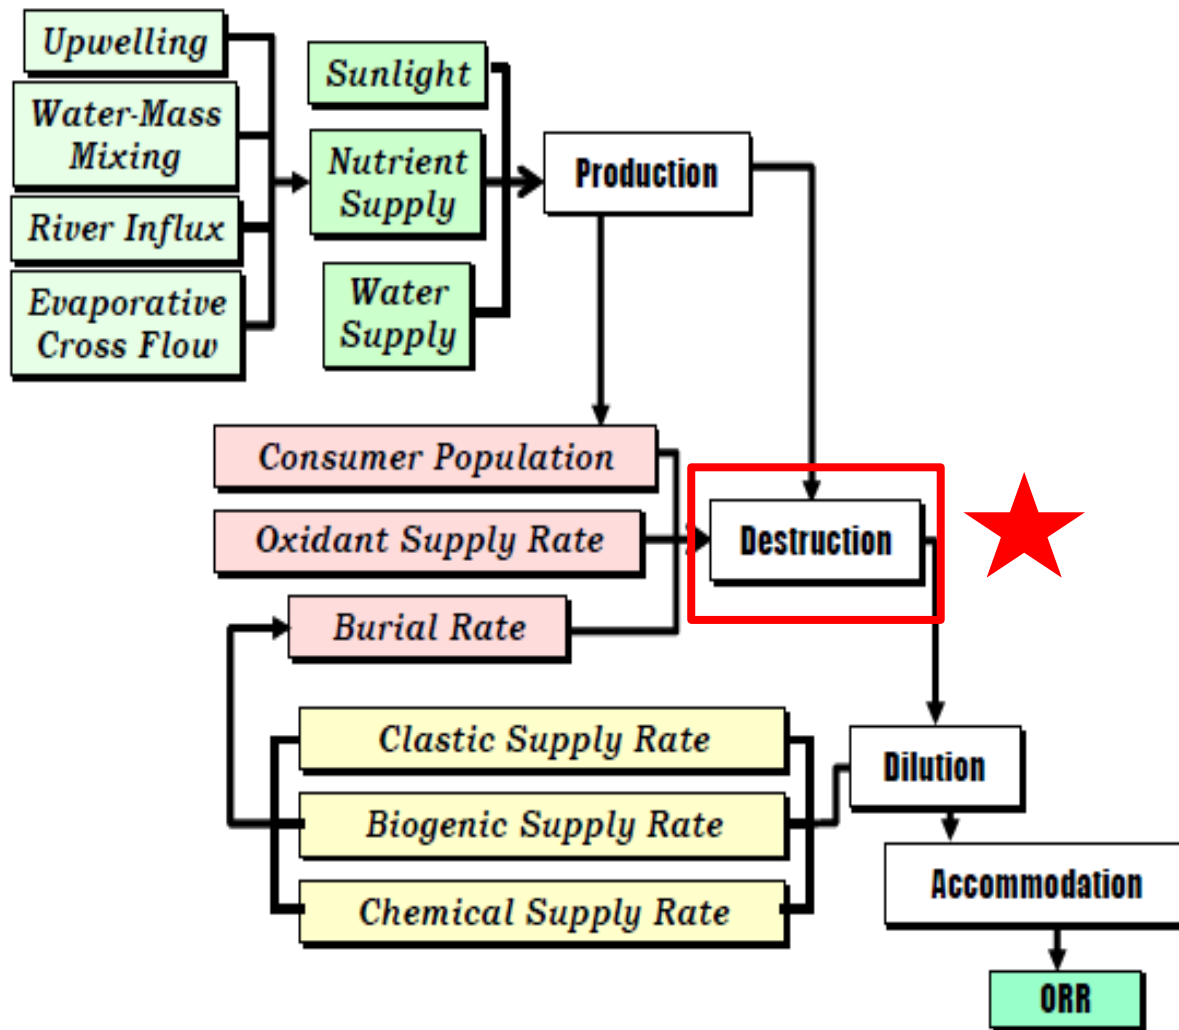 Upwelling
Water-Mass
Mixing
River Influx
Evaporative
Cross Flow
Sunlight
Nutrient
Supply
Water
Supply
Production
Consumer Population
Oxidant Supply Rate
Burial Rate
Destruction
Clastic Supply Rate
Biogenic Supply Rate
Chemical Supply Rate
Dilution
Accommodation
ORR